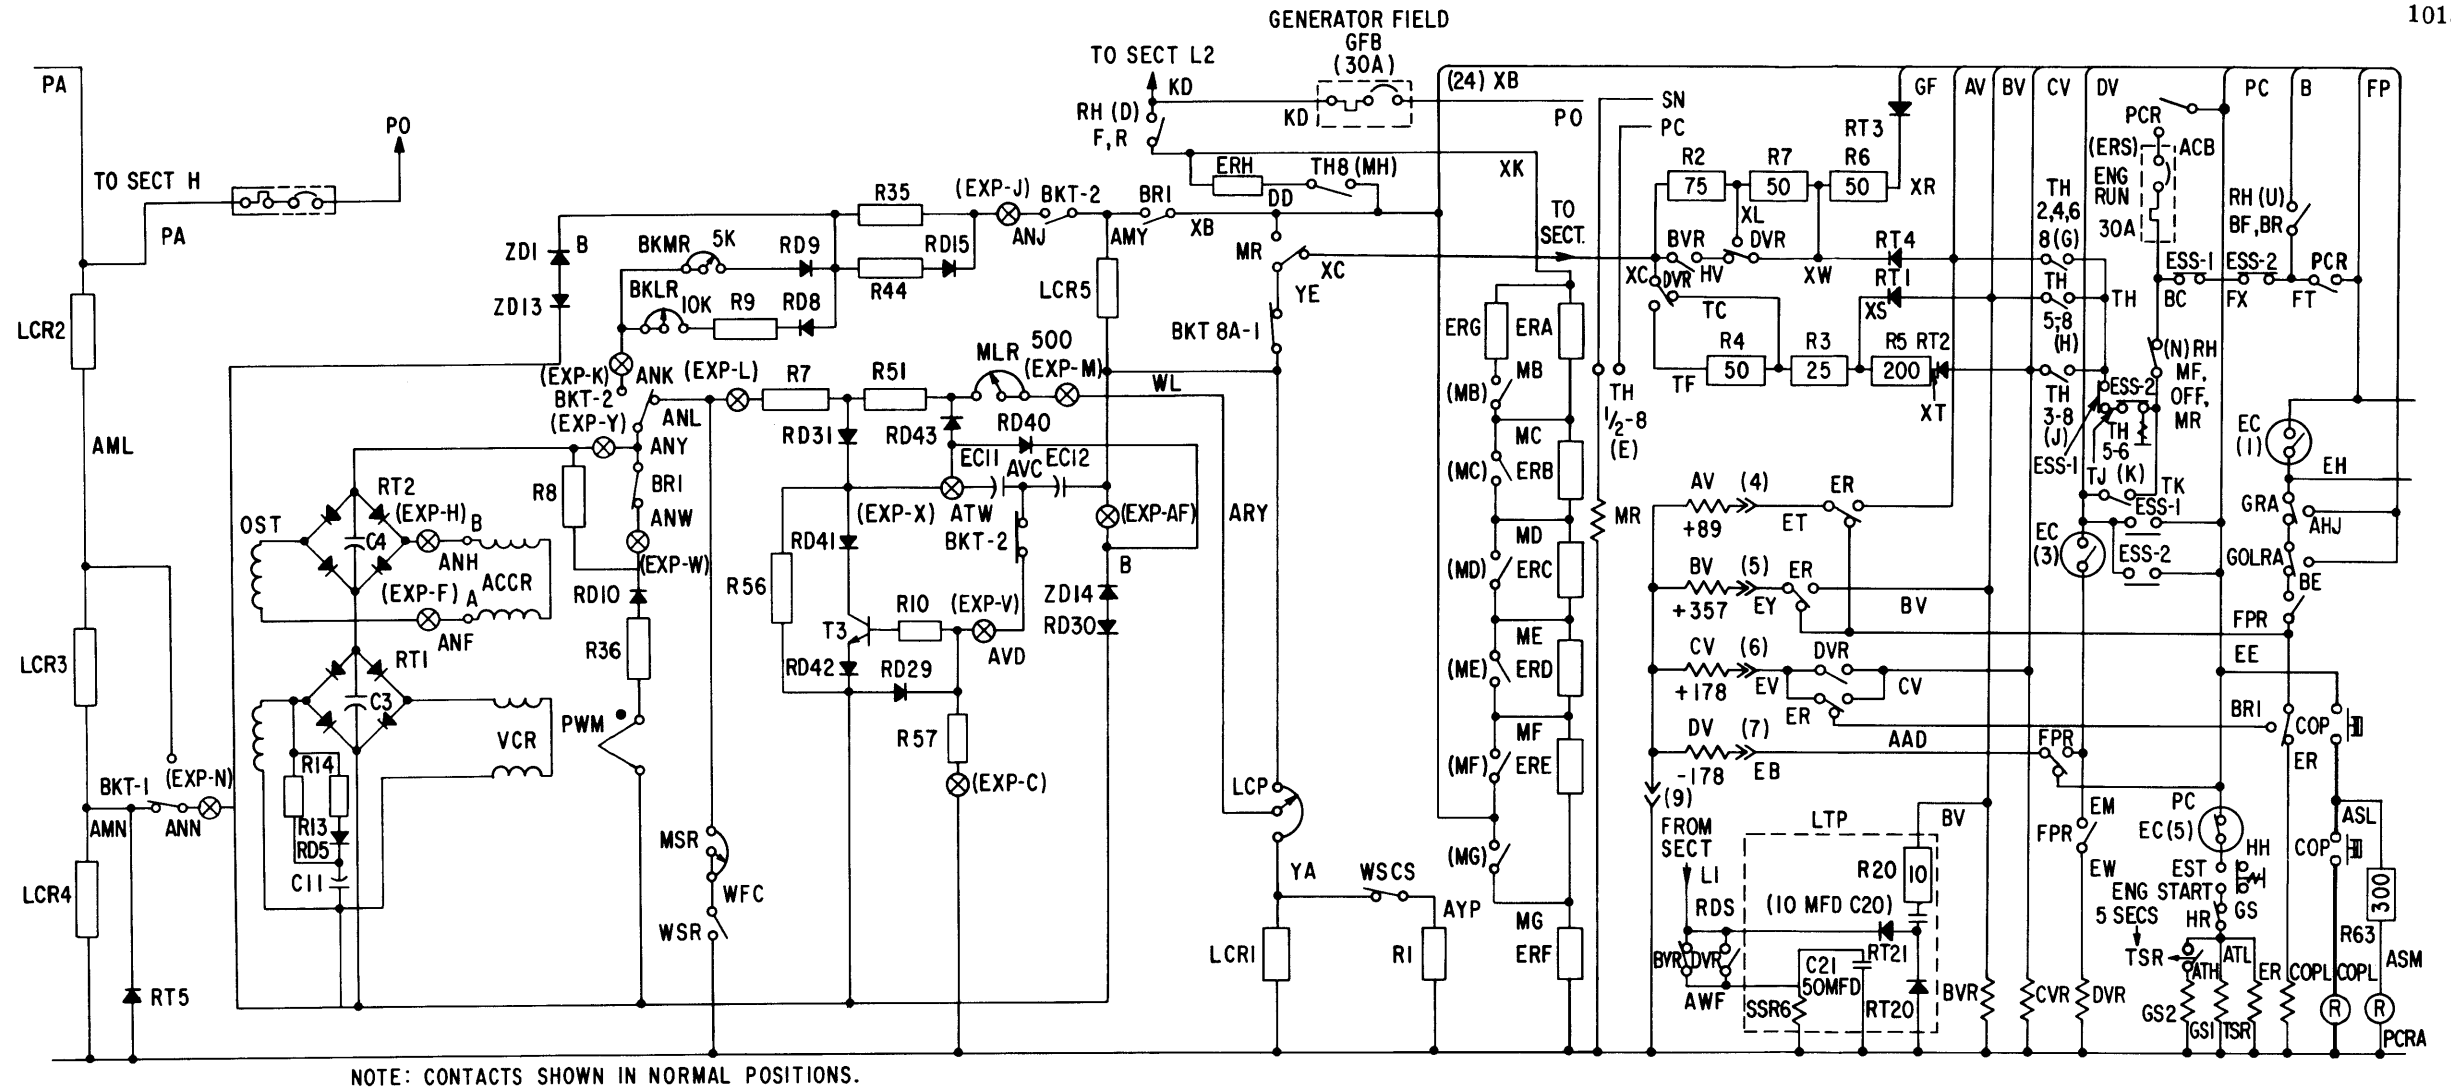 101
GENERATOR FIELD
GFB
(30A)
TO SECT L2
KD
RH (D)
F, R
KD
PO
(24) XB
SN
PC
GF
AV
BV
CV
DV
PC
B
FP
PA
PO
TO SECT H
PA
ERH
TH8 (MH)
DD
XK
RT3
R2
75
R7
50
R6
50
XR
XL
PCR
(ERS)
ACB
ENG
RUN
30A
TH
2,4,6
8(G)
RH (U)
BF, BR
R35
(EXP-J)
BKT-2
BR1
ANJ
AMY
XB
TO
SECT.
ZD1
B
BKMR
5K
RD9
RD15
R44
MR
XC
BVR
DVR
HV
XW
RT4
RT1
ESS-1
ESS-2
PCR
BC
FX
FT
ZD13
BKLR
10K
R9
RD8
LCR5
YE
XC
DVR
TC
XS
TH
5,8
(H)
TH
LCR2
BKT 8A-1
ERG
ERA
R4
50
R3
25
R5
200
RT2
TF
XT
TH
3-8
(J)
(N)RH
MF,
OFF,
MR
(EXP-K)
ANK
(EXP-L)
R7
R51
MLR
500
(EXP-M)
WL
MB
(MB)
TH
1/2-8
(E)
BKT-2
(EXP-Y)
ANL
ANY
RD31
RD43
RD40
ESS-2
TH
5-6
ESS-1
TJ
(K)
TK
ESS-1
EC
(1)
EH
AML
RT2
(EXP-H)
B
R8
BR1
ANW
EC11
AVC
EC12
MC
(MC)
ERB
AV
(4)
+89
ET
ER
GRA
AHJ
OST
C4
ANH
ACCR
(EXP-W)
(EXP-X)
ATW
BKT-2
(EXP-AF)
ARY
MR
MD
(MD)
ERC
EC
(3)
ESS-2
GOLRA
BE
(EXP-F)
A
ANF
RD10
RD41
R56
B
ZD14
RD30
BV
(5)
+357
EY
ER
BV
FPR
EE
LCR3
RT1
C3
R36
T3
R10
(EXP-V)
AVD
RD42
RD29
ME
(ME)
ERD
CV
(6)
+178
EV
DVR
CV
ER
PWM
VCR
R57
(EXP-C)
MF
(MF)
ERE
DV
(7)
-178
EB
AAD
FPR
BR1
COP
ER
BKT-1
(EXP-N)
AMN
ANN
R14
R13
RD5
C11
LCP
(9)
FROM
SECT
L1
LTP
BV
R20
10
EM
FPR
EW
PC
EC(5)
EST
HH
ENG START
5 SECS
HR
GS
ASL
COP
300
LCR4
MSR
WFC
WSR
YA
WSCS
AYP
(MG)
MG
RDS
(10 MFD C20)
RT21
R63
ASM
RT5
LCR1
R1
ERF
BVR
DVR
AWF
C21
50MFD
SSR6
RT20
BVR
CVR
DVR
TSR
ATH
ATL
ER
COPL
COPL
GS2
GS1
TSR
R
R
PCRA
NOTE: CONTACTS SHOWN IN NORMAL POSITIONS.